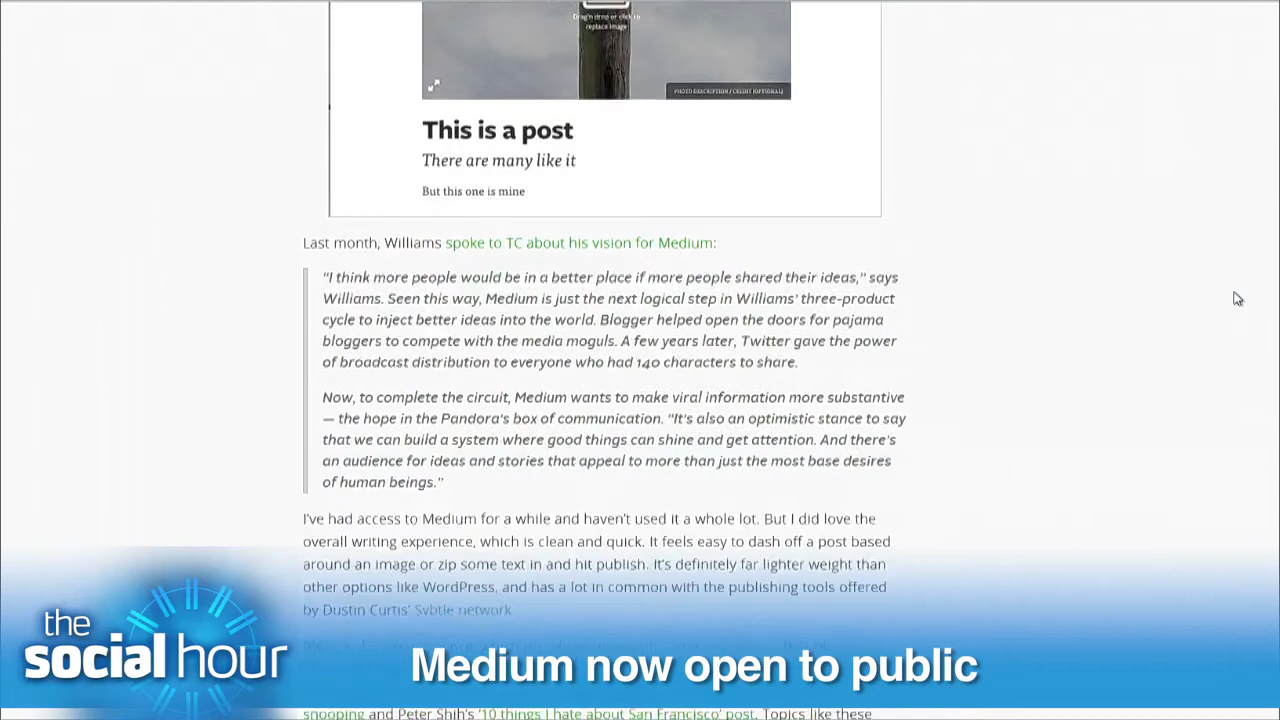 Drag'n drop or click to
replace image
PHOTO DESCRIPTION / CREDIT (OPTIONAL)
This is a post
There are many like it
But this one is mine
Last month, Williams spoke to TC about his vision for Medium:
“I think more people would be in a better place if more people shared their ideas,” says
Williams. Seen this way, Medium is just the next logical step in Williams’ three-product
cycle to inject better ideas into the world. Blogger helped open the doors for pajama
bloggers to compete with the media moguls. A few years later, Twitter gave the power
of broadcast distribution to everyone who had 140 characters to share.
Now, to complete the circuit, Medium wants to make viral information more substantive
— the hope in the Pandora’s box of communication. “It’s also an optimistic stance to say
that we can build a system where good things can shine and get attention. And there’s
an audience for ideas and stories that appeal to more than just the most base desires
of human beings.”
I’ve had access to Medium for a while and haven’t used it a whole lot. But I did love the
overall writing experience, which is clean and quick. It feels easy to dash off a post based
around an image or zip some text in and hit publish. It’s definitely far lighter weight than
other options like WordPress, and has a lot in common with the publishing tools offered
by Dustin Curtis’ Svbtle network
the
social hour
Medium now open to public
snooping and Peter Shih’s ‘10 things I hate about San Francisco’ post. Topics like these